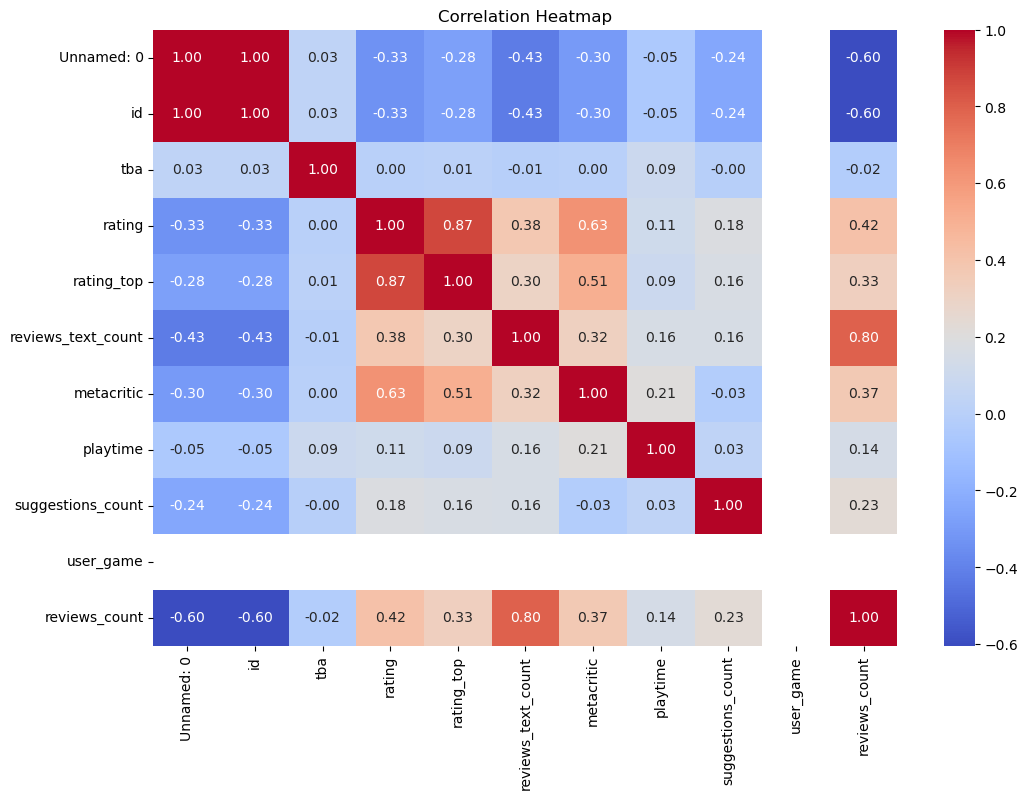 Correlation Heatmap
Unnamed: 0 1.00 1.00 0.03 -0.33 -0.28 -0.43 -0.30 -0.05 -0.24 -0.60
id 1.00 1.00 0.03 -0.33 -0.28 -0.43 -0.30 -0.05 -0.24 -0.60
tba 0.03 0.03 1.00 0.00 0.01 -0.01 0.00 0.09 -0.00 -0.02
rating -0.33 -0.33 0.00 1.00 0.87 0.38 0.63 0.11 0.18 0.42
rating_top -0.28 -0.28 0.01 0.87 1.00 0.30 0.51 0.09 0.16 0.33
reviews_text_count -0.43 -0.43 -0.01 0.38 0.30 1.00 0.32 0.16 0.16 0.80
metacritic -0.30 -0.30 0.00 0.63 0.51 0.32 1.00 0.21 -0.03 0.37
playtime -0.05 -0.05 0.09 0.11 0.09 0.16 0.21 1.00 0.03 0.14
suggestions_count -0.24 -0.24 -0.00 0.18 0.16 0.16 -0.03 0.03 1.00 0.23
user_game
reviews_count -0.60 -0.60 -0.02 0.42 0.33 0.80 0.37 0.14 0.23 1.00
Unnamed: 0
id
tba
rating
rating_top
reviews_text_count
metacritic
playtime
suggestions_count
user_game
reviews_count
1.0
0.8
0.6
0.4
0.2
0.0
−0.2
−0.4
−0.6